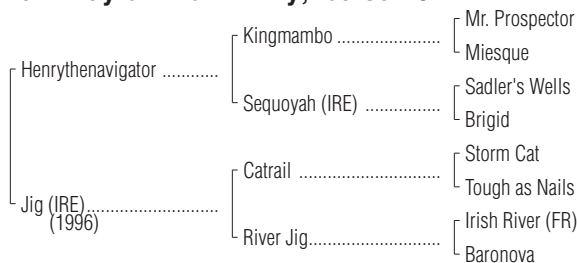 Mr. Prospector
Kingmambo ..................
Miesque
Henrythenavigator ............
Sadler's Wells
Sequoyah (IRE) ................
Brigid
Storm Cat
Catrail ..............................
Tough as Nails
Jig (IRE)............................
(1996)
Irish River (FR)
River Jig............................
Baronova